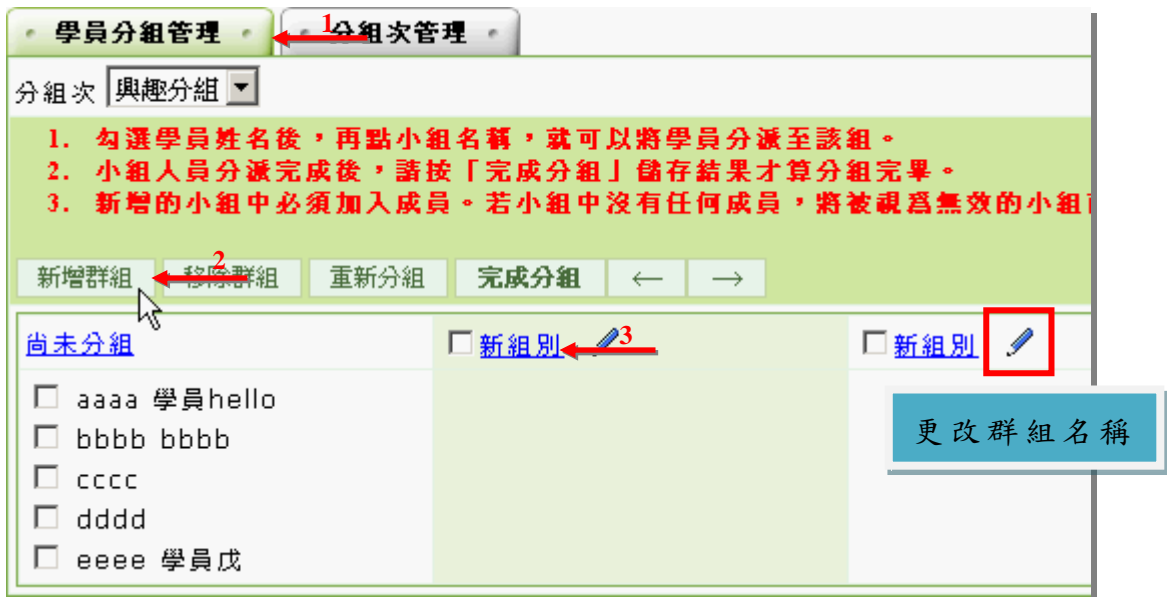 學員分組管理 1 分組次管理
分組次 興趣分組
1. 勾選學員姓名後，再點小組名稱，就可以將學員分派至該組。
2. 小組人員分派完成後，請按「完成分組」儲存結果才算分組完畢。
3. 新增的小組中必須加入成員。若小組中沒有任何成員，將被視為無效的小組
新增群組 2 移除群組 重新分組 完成分組 ← →
尚未分組 新組別 3 新組別
aaaa 學員hello
更改群組名稱
bbbb bbbb
cccc
dddd
eeee 學員戊